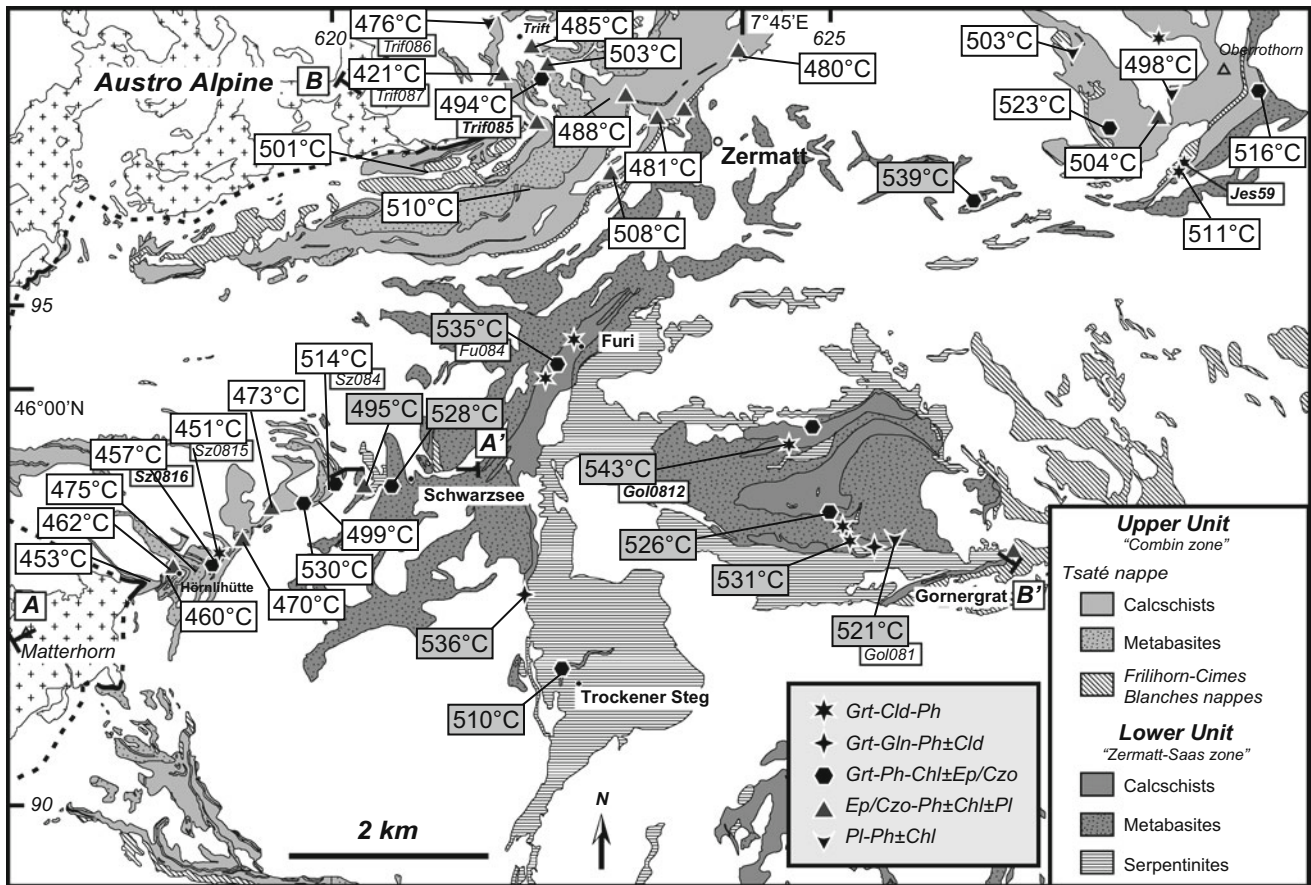 476°C
Trift
485°C
7°45'E
620
Trif086
503°C
625
503°C
498°C
Oberrothorn
Austro Alpine
B
421°C
Trif087
480°C
494°C
523°C
Trif085
488°C
501°C
481°C
Zermatt
504°C
516°C
539°C
Jes59
510°C
508°C
511°C
95
535°C
Fu084
Furi
514°C
Sz084
46°00'N
473°C
495°C
528°C
451°C
Sz0815
A'
457°C
Sz0816
543°C
Gol0812
Schwarzsee
475°C
499°C
462°C
526°C
530°C
453°C
Hörnlihütte
531°C
470°C
A
460°C
Gornergrat
B'
536°C
521°C
Gol081
Matterhorn
Trockener Steg
510°C
90
2 km
N
Grt-Cld-Ph
Grt-Gln-Ph±Cld
Grt-Ph-Chl±Ep/Czo
Ep/Czo-Ph±Chl±Pl
Pl-Ph±Chl
Upper Unit
"Combin zone"
Tsaté nappe
Calcschists
Metabasites
Frilihorn-Cimes
Blanches nappes
Lower Unit
"Zermatt-Saas zone"
Calcschists
Metabasites
Serpentinites